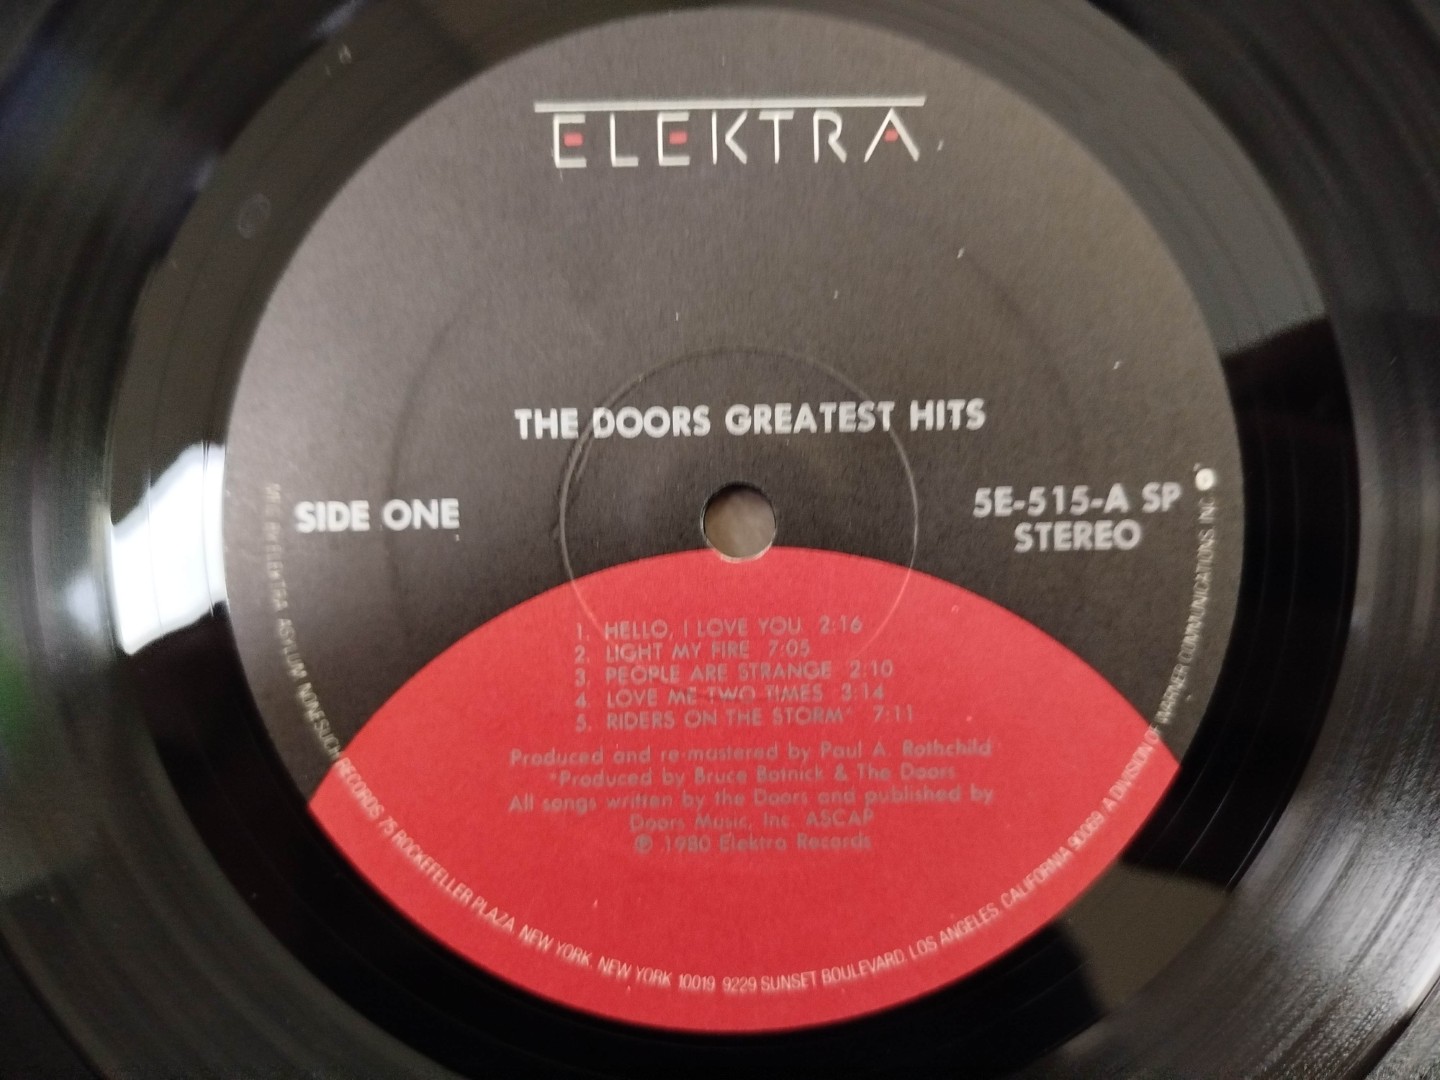 ELEKTRA
THE DOORS GREATEST HITS
SIDE ONE
5E-515-A SP
STEREO
1. HELLO, I LOVE YOU 2:16
2. LIGHT MY FIRE 7:05
3. PEOPLE ARE STRANGE 2:10
4. LOVE ME TWO TIMES 3:14
5. RIDERS ON THE STORM* 7:11
Produced and re-mastered by Paul A. Rothchild
*Produced by Bruce Botnick & The Doors
All songs written by the Doors and published by
Doors Music, Inc. ASCAP
℗ 1980 Elektra Records
ELEKTRA ASYLUM NONESUCH RECORDS 75 ROCKEFELLER PLAZA, NEW YORK, NEW YORK 10019 9229 SUNSET BOULEVARD, LOS ANGELES, CALIFORNIA 90069 A DIVISION OF WARNER COMMUNICATIONS INC.